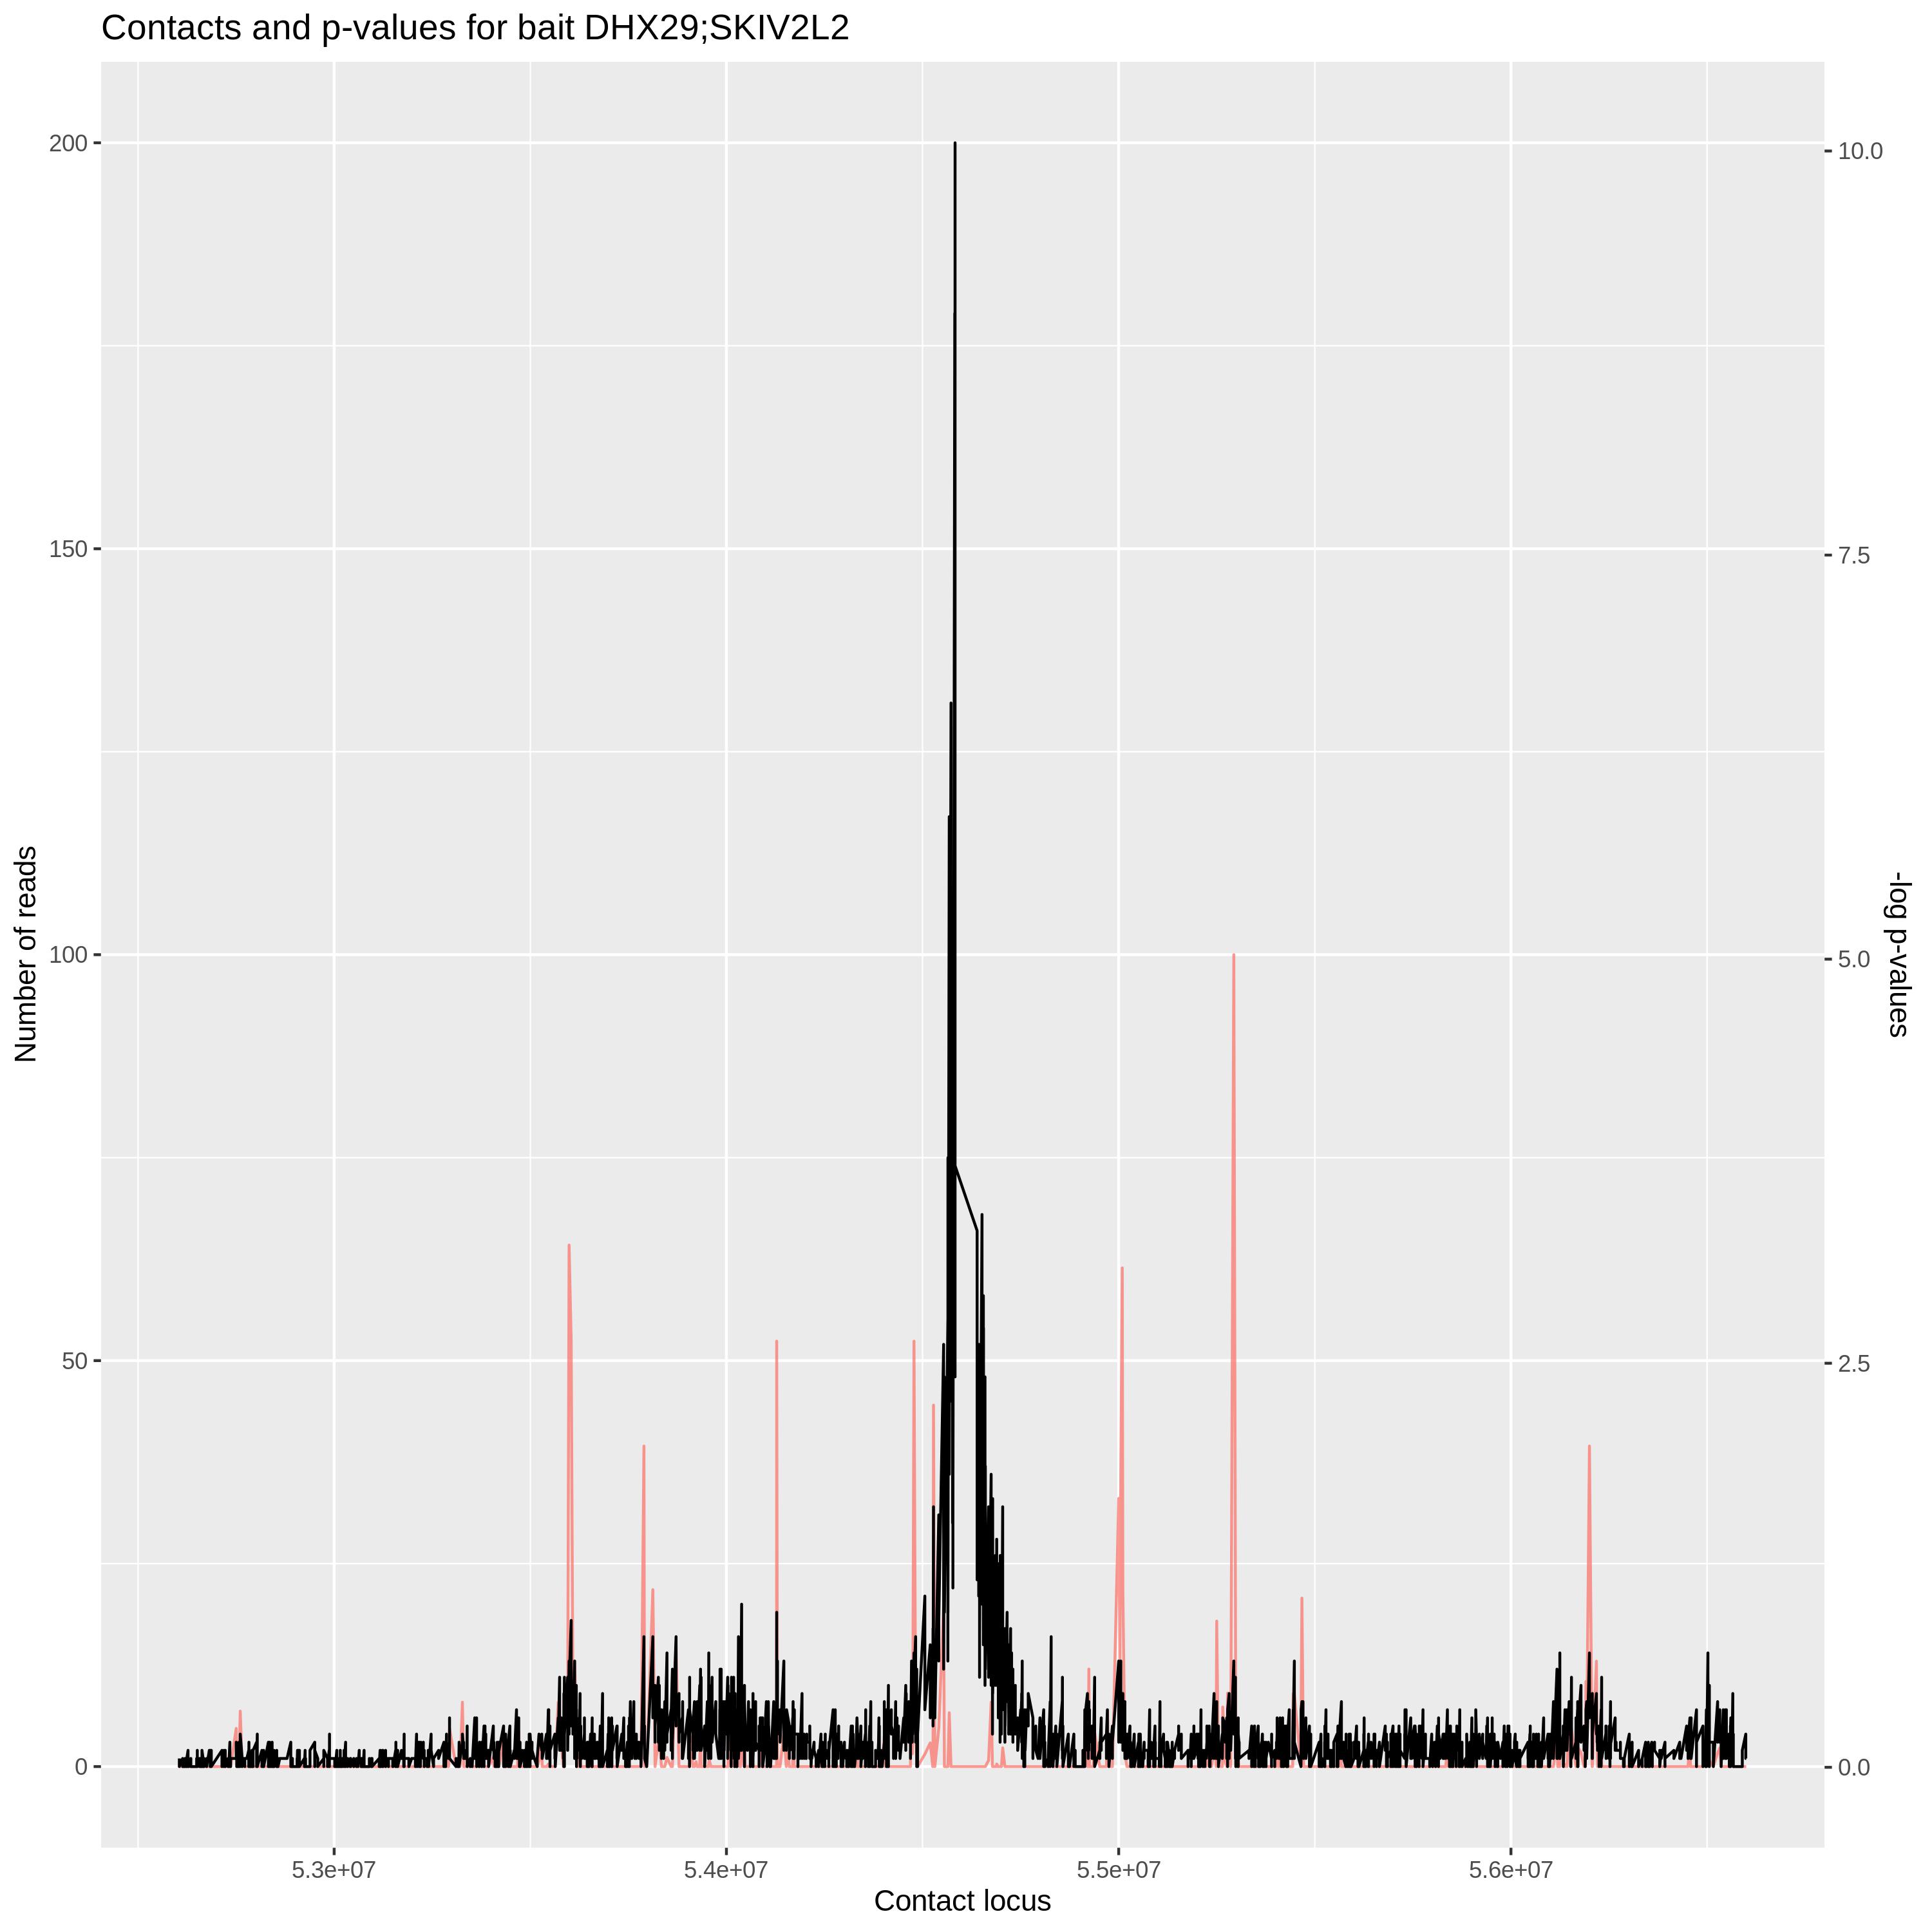 Contacts and p-values for bait DHX29;SKIV2L2
Number of reads
200
150
100
50
0
10.0
7.5
5.0
2.5
0.0
-log p-values
5.3e+07
5.4e+07
5.5e+07
5.6e+07
Contact locus